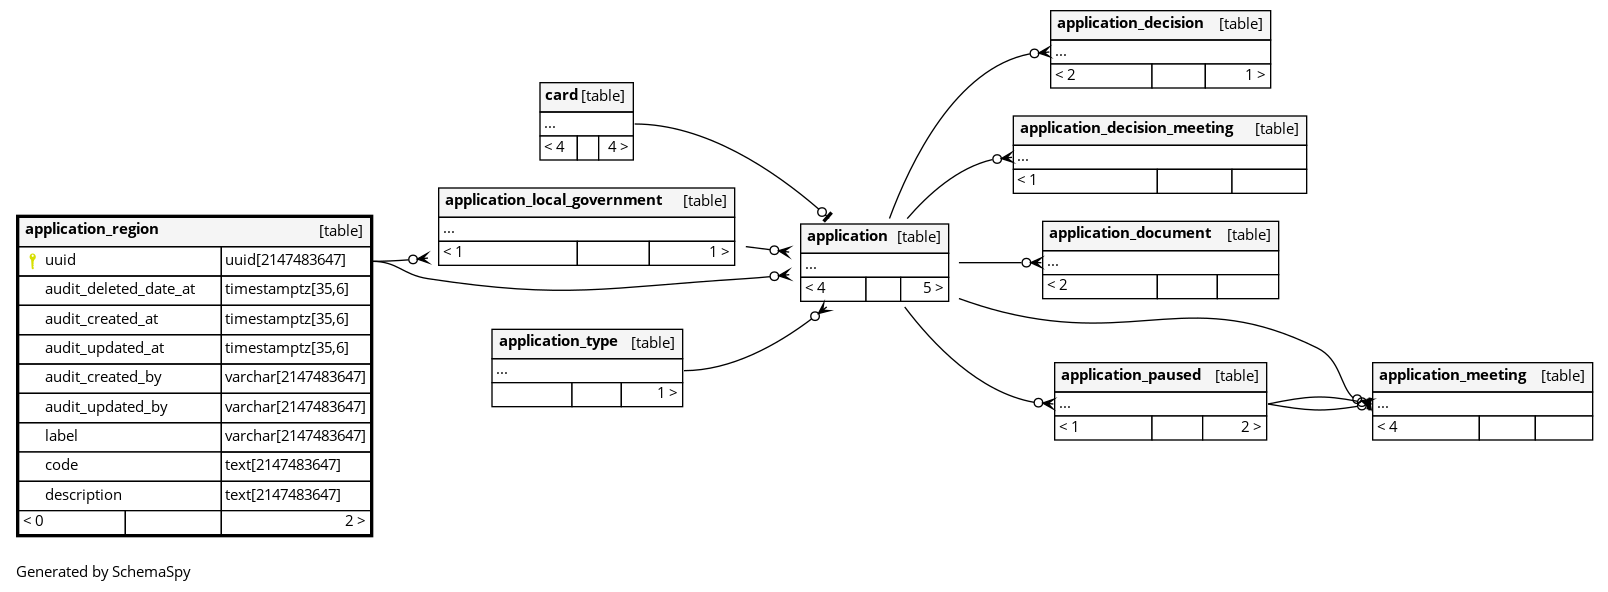 application_decision [table]
...
< 2 1 >
card [table]
...
< 4 4 >
application_decision_meeting [table]
...
< 1
application_local_government [table]
...
< 1 1 >
application_region [table]
uuid uuid[2147483647]
audit_deleted_date_at timestamptz[35,6]
audit_created_at timestamptz[35,6]
audit_updated_at timestamptz[35,6]
audit_created_by varchar[2147483647]
audit_updated_by varchar[2147483647]
label varchar[2147483647]
code text[2147483647]
description text[2147483647]
< 0 2 >
application [table]
...
< 4 5 >
application_document [table]
...
< 2
application_type [table]
...
1 >
application_paused [table]
...
< 1 2 >
application_meeting [table]
...
< 4
Generated by SchemaSpy